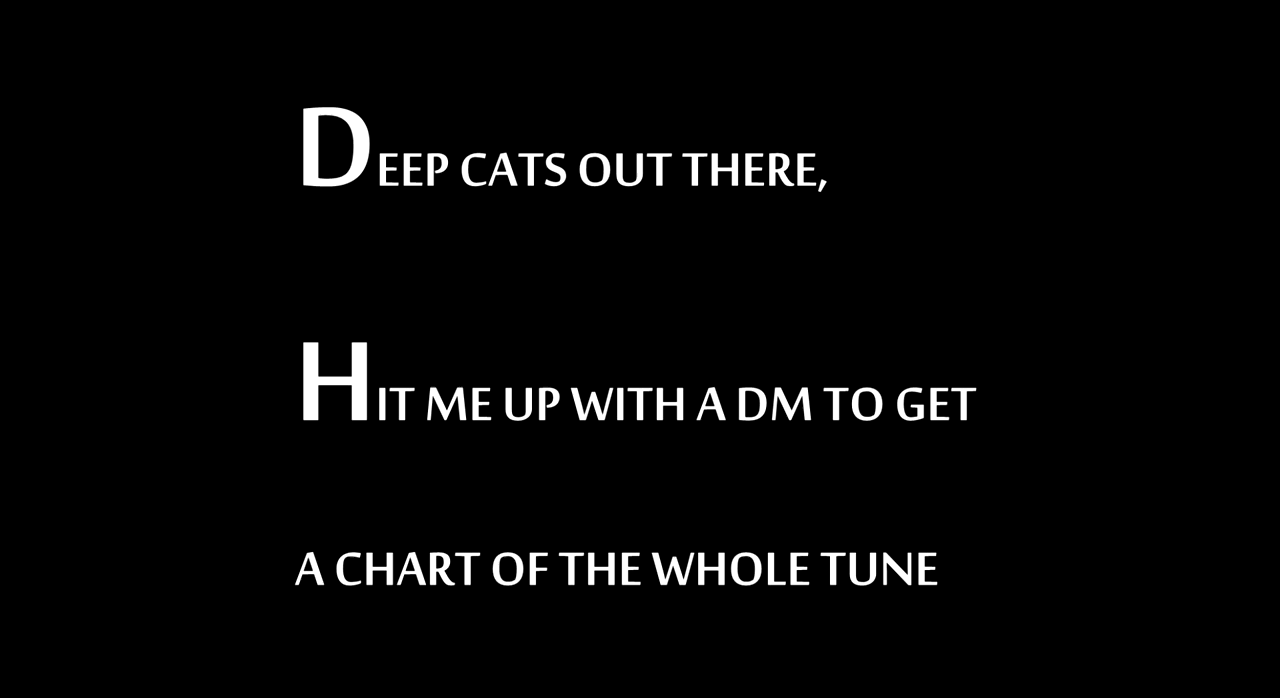 DEEP CATS OUT THERE,
HIT ME UP WITH A DM TO GET
A CHART OF THE WHOLE TUNE